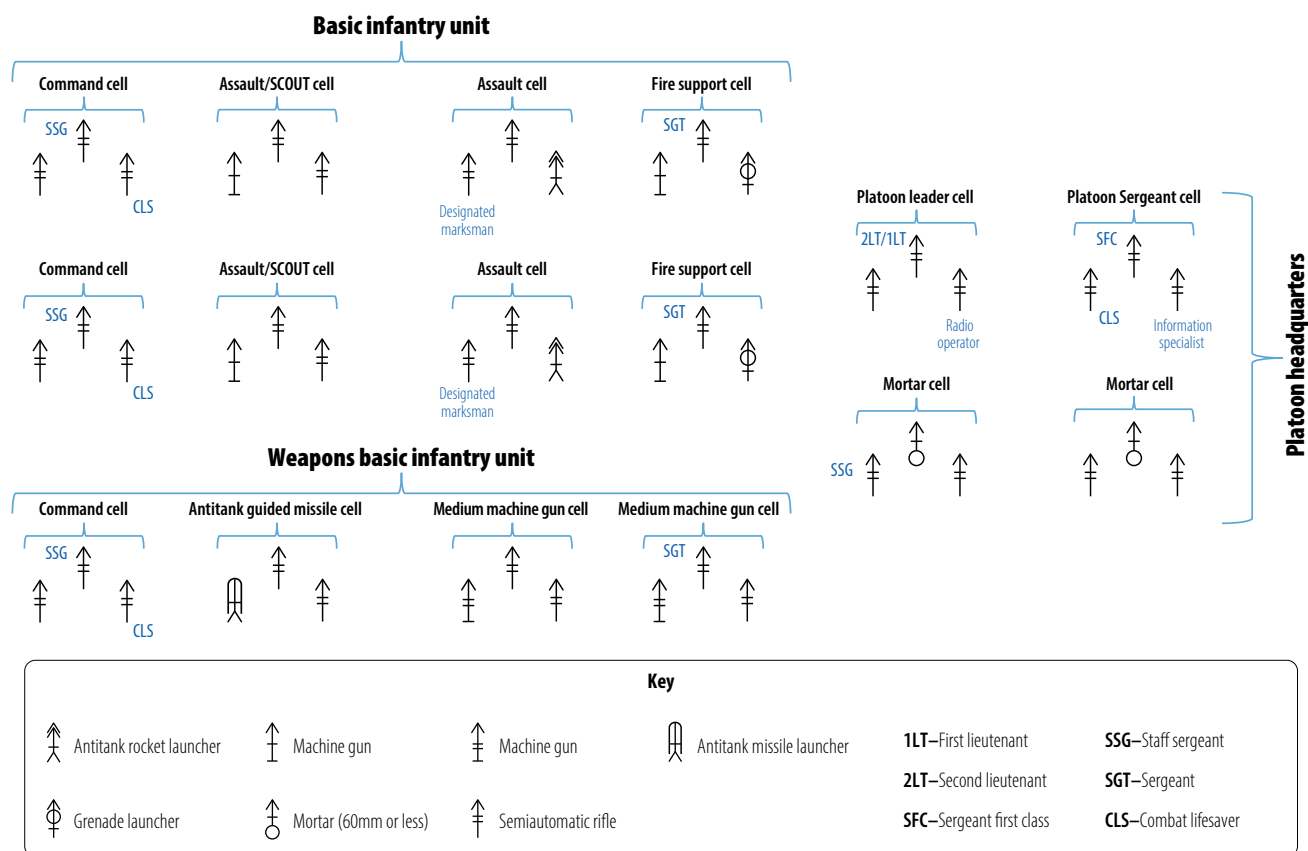 Basic infantry unit
Command cell
Assault/SCOUT cell
Assault cell
Fire support cell
SSG
SGT
CLS
Designated
marksman
Command cell
Assault/SCOUT cell
Assault cell
Fire support cell
SSG
SGT
CLS
Designated
marksman
Weapons basic infantry unit
Command cell
Antitank guided missile cell
Medium machine gun cell
Medium machine gun cell
SSG
SGT
CLS
Platoon leader cell
Platoon Sergeant cell
2LT/1LT
SFC
Radio
operator
CLS
Information
specialist
Mortar cell
Mortar cell
SSG
Platoon headquarters
Key
Antitank rocket launcher
Machine gun
Machine gun
Antitank missile launcher
Grenade launcher
Mortar (60mm or less)
Semiautomatic rifle
1LT–First lieutenant
2LT–Second lieutenant
SFC–Sergeant first class
SSG–Staff sergeant
SGT–Sergeant
CLS–Combat lifesaver